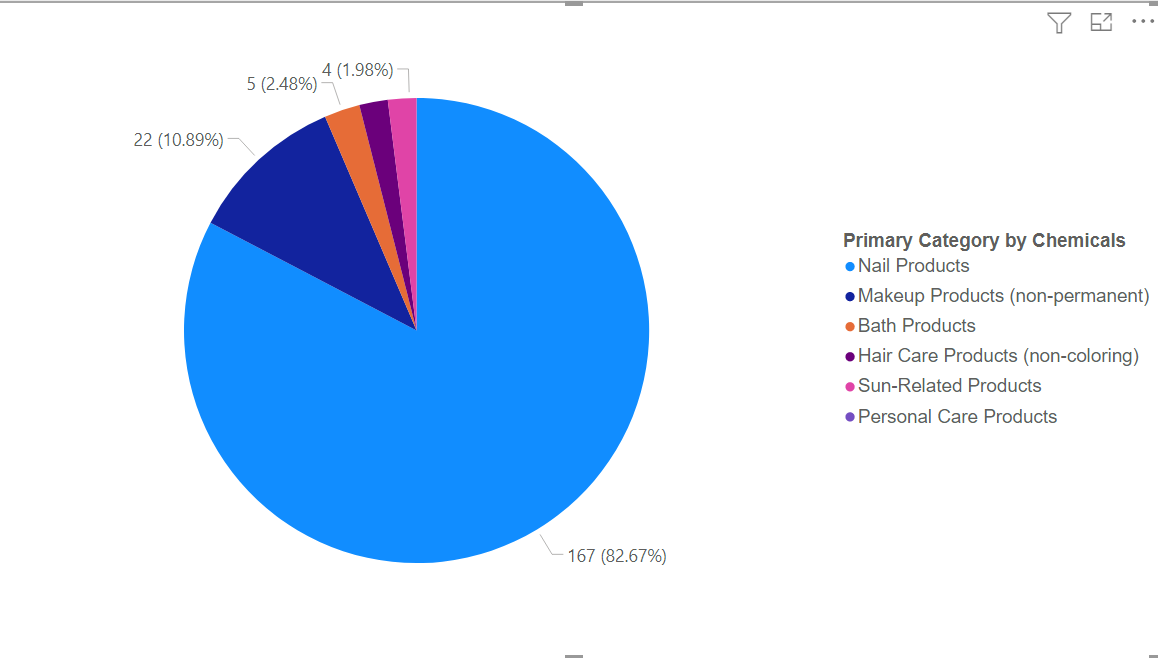 4 (1.98%)
5 (2.48%)
22 (10.89%)
167 (82.67%)
Primary Category by Chemicals
Nail Products
Makeup Products (non-permanent)
Bath Products
Hair Care Products (non-coloring)
Sun-Related Products
Personal Care Products